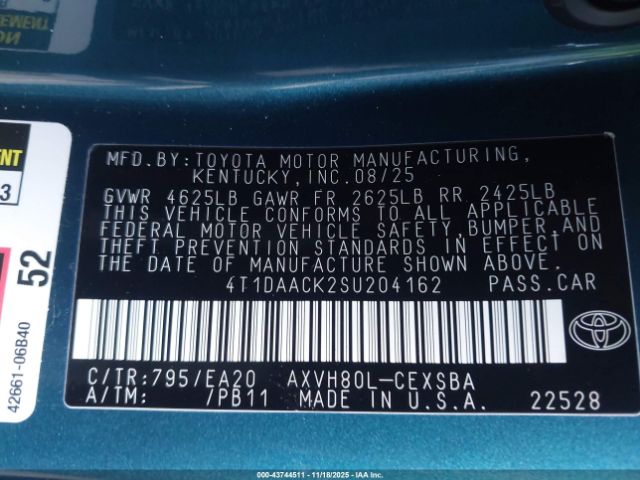 MFD.BY:TOYOTA MOTOR MANUFACTURING,
KENTUCKY, INC.08/25
GVWR 4625LB GAWR FR 2625LB RR 2425LB
THIS VEHICLE CONFORMS TO ALL APPLICABLE
FEDERAL MOTOR VEHICLE SAFETY, BUMPER, AND
THEFT PREVENTION STANDARDS IN EFFECT ON
THE DATE OF MANUFACTURE SHOWN ABOVE.
4T1DAACK2SU204162 PASS.CAR
C/TR:795/EA20 AXVH80L-CEXSBA
A/TM: 7PB11 MADE IN U.S.A. 22528
52
42661-06B40
000-43744511 | 11/18/2025 | IAA Inc.